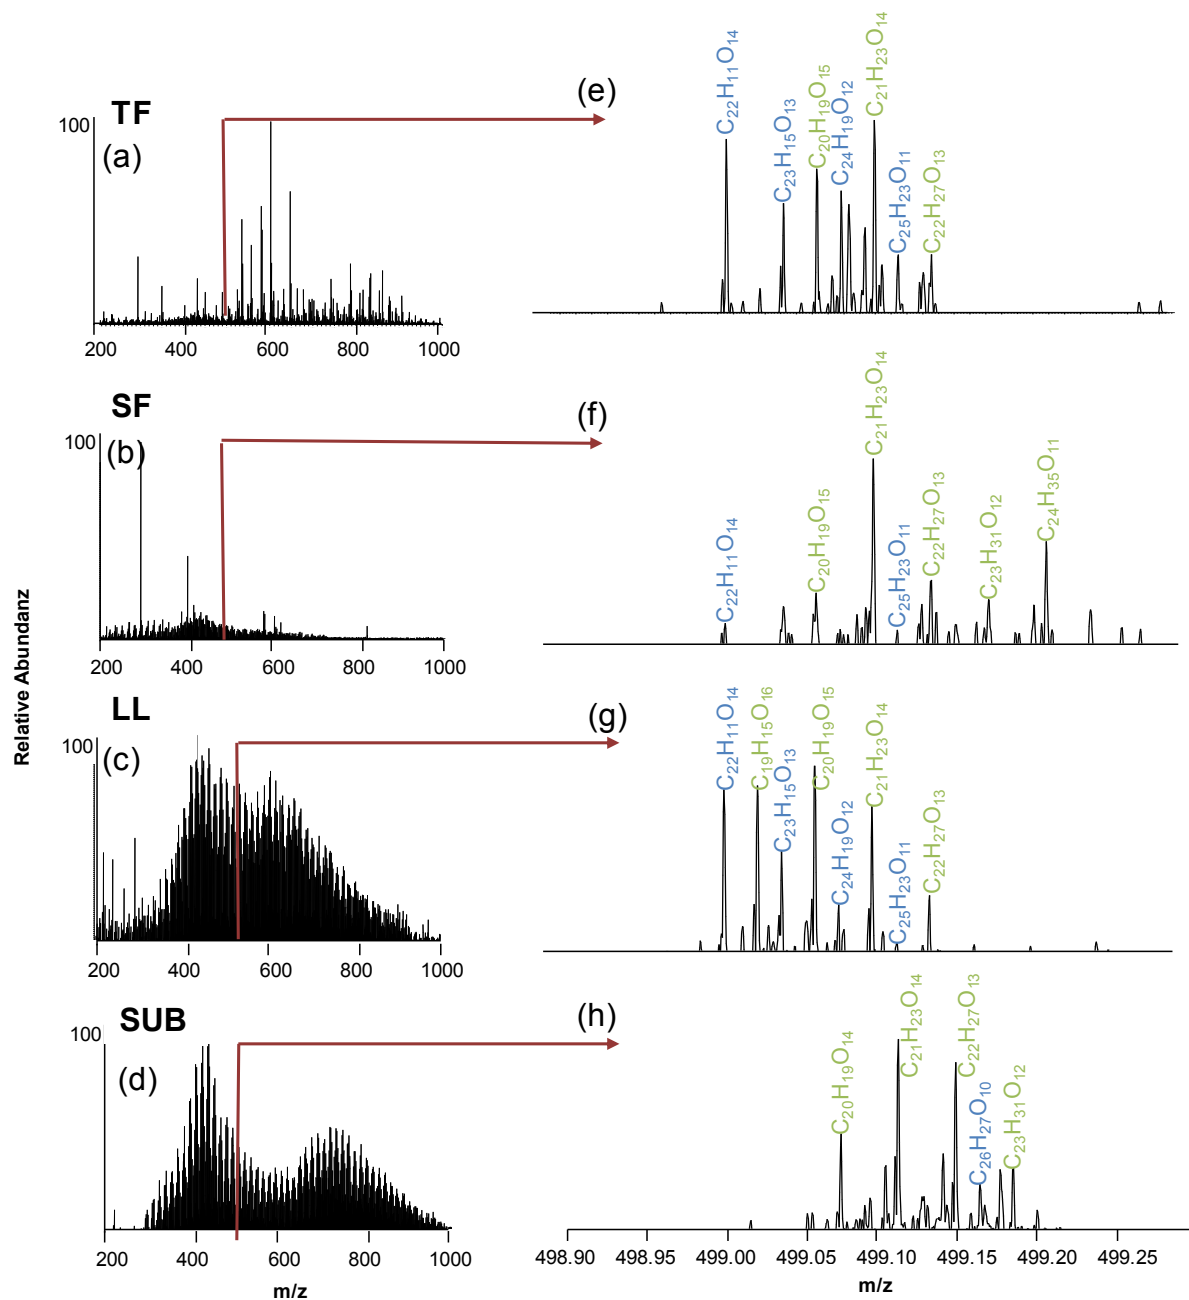 TF
(a)
100
200 400 600 800 1000
(e)
C22H11O14
C23H15O13
C20H19O15
C24H19O12
C21H23O14
C25H23O11
C22H27O13
SF
(b)
100
200 400 600 800 1000
(f)
C22H11O14
C20H19O15
C21H23O14
C25H23O11
C22H27O13
C23H31O12
C24H35O11
Relative Abundanz
LL
(c)
100
200 400 600 800 1000
(g)
C22H11O14
C19H15O16
C23H15O13
C20H19O15
C24H19O12
C21H23O14
C25H23O11
C22H27O13
SUB
(d)
100
200 400 600 800 1000
m/z
(h)
C20H19O14
C21H23O14
C22H27O13
C26H27O10
C23H31O12
498.90 498.95 499.00 499.05 499.10 499.15 499.20 499.25
m/z